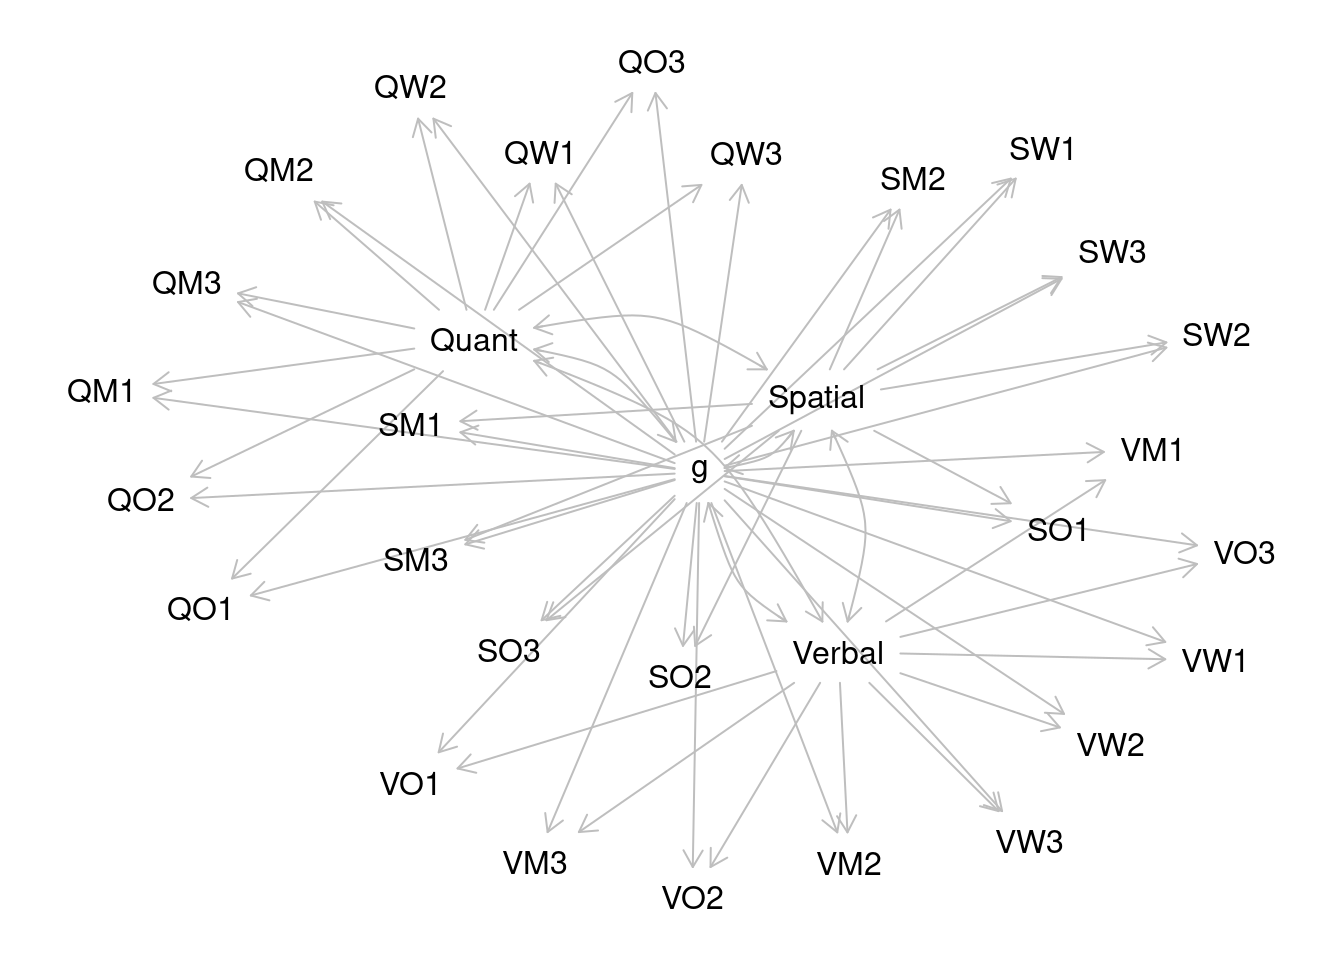 QO3
QW2
QW1
QW3
SW1
QM2
SM2
SW3
QM3
Quant
SW2
QM1
Spatial
SM1
VM1
g
QO2
SO1
SM3
VO3
QO1
SO3
Verbal
VW1
SO2
VW2
VO1
VW3
VM3
VM2
VO2